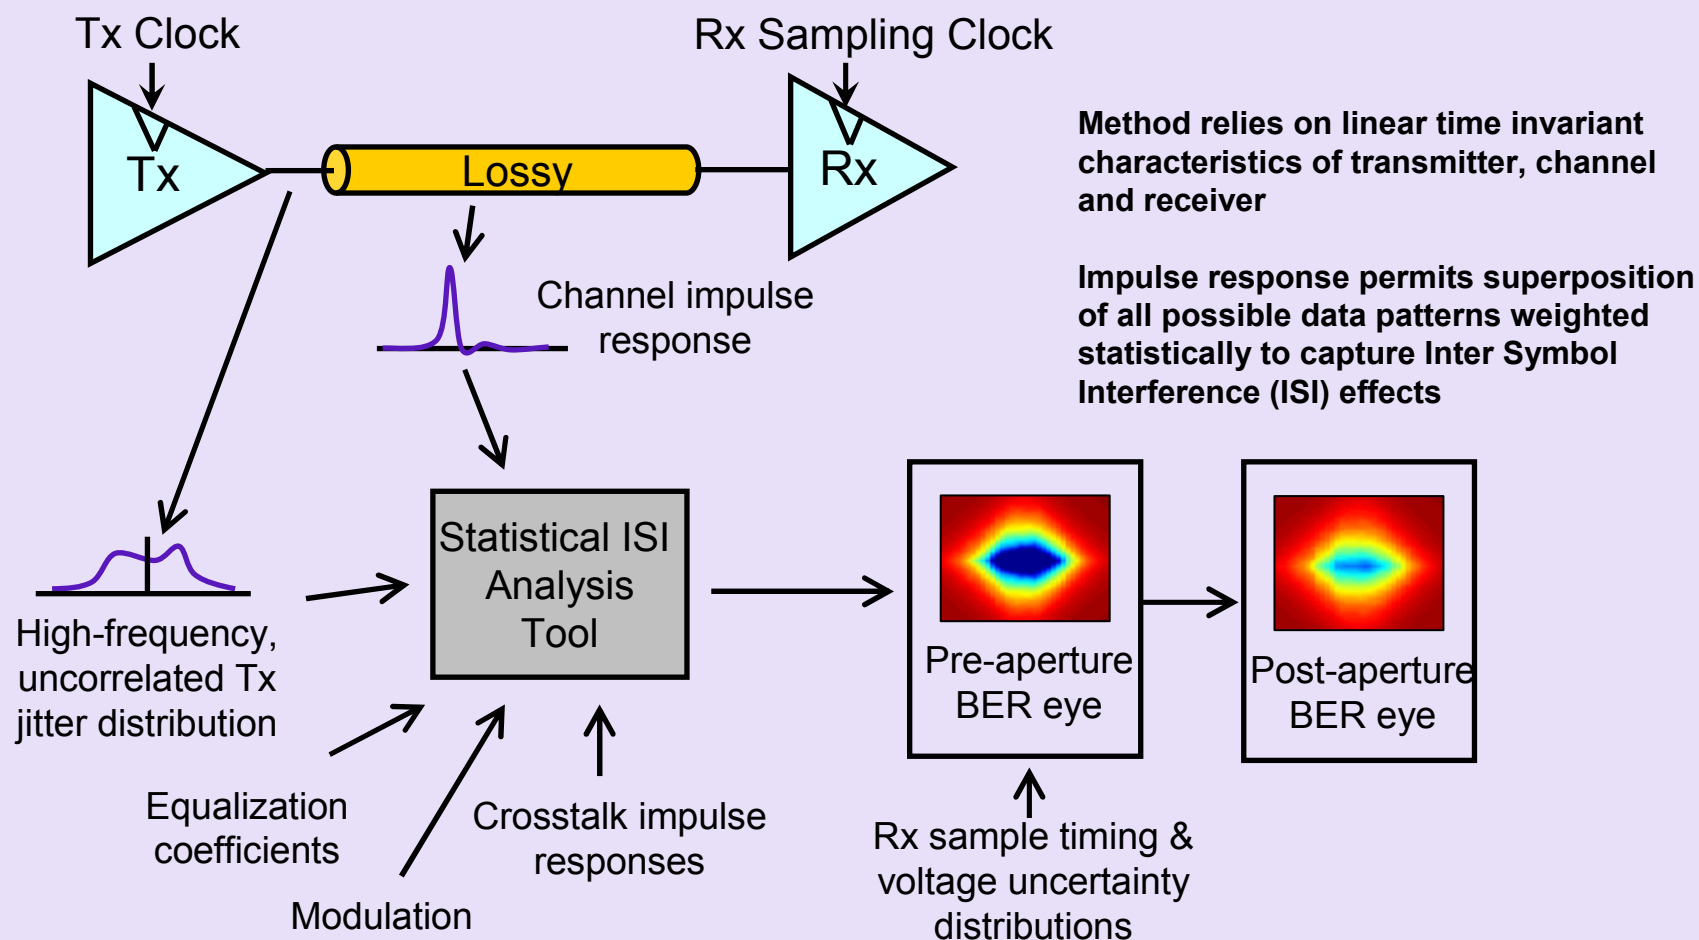 Tx Clock
Rx Sampling Clock
Tx
Lossy
Rx
Method relies on linear time invariant
characteristics of transmitter, channel
and receiver
Channel impulse
response
Impulse response permits superposition
of all possible data patterns weighted
statistically to capture Inter Symbol
Interference (ISI) effects
Statistical ISI
Analysis
Tool
High-frequency,
uncorrelated Tx
jitter distribution
Pre-aperture
BER eye
Post-aperture
BER eye
Equalization
coefficients
Crosstalk impulse
responses
Modulation
Rx sample timing &
voltage uncertainty
distributions